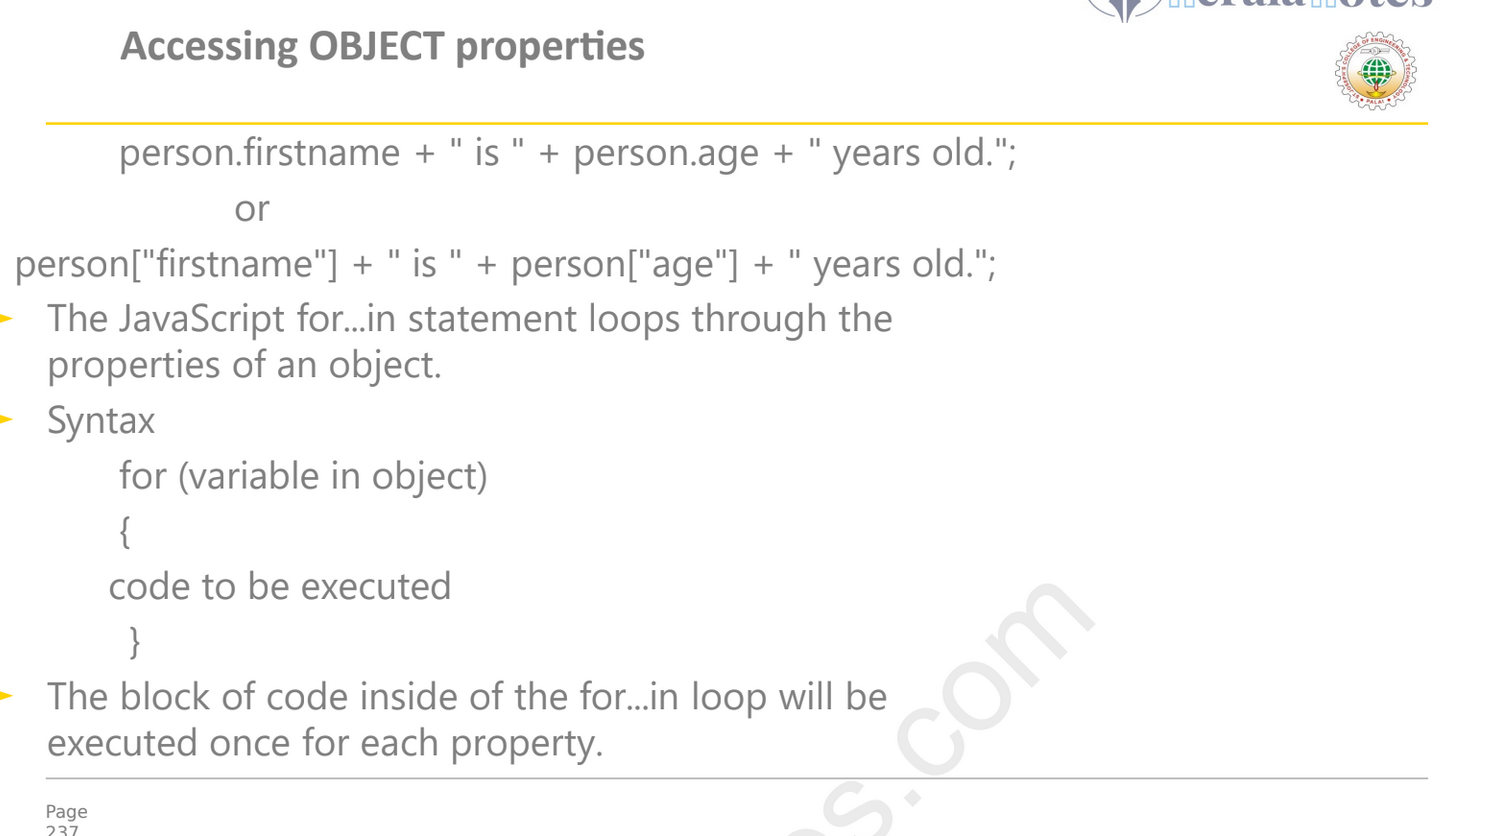 Accessing OBJECT properties
person.firstname + " is " + person.age + " years old.";
or
person["firstname"] + " is " + person["age"] + " years old.";
The JavaScript for...in statement loops through the
properties of an object.
Syntax
for (variable in object)
{
code to be executed
}
The block of code inside of the for...in loop will be
executed once for each property.
Page
237